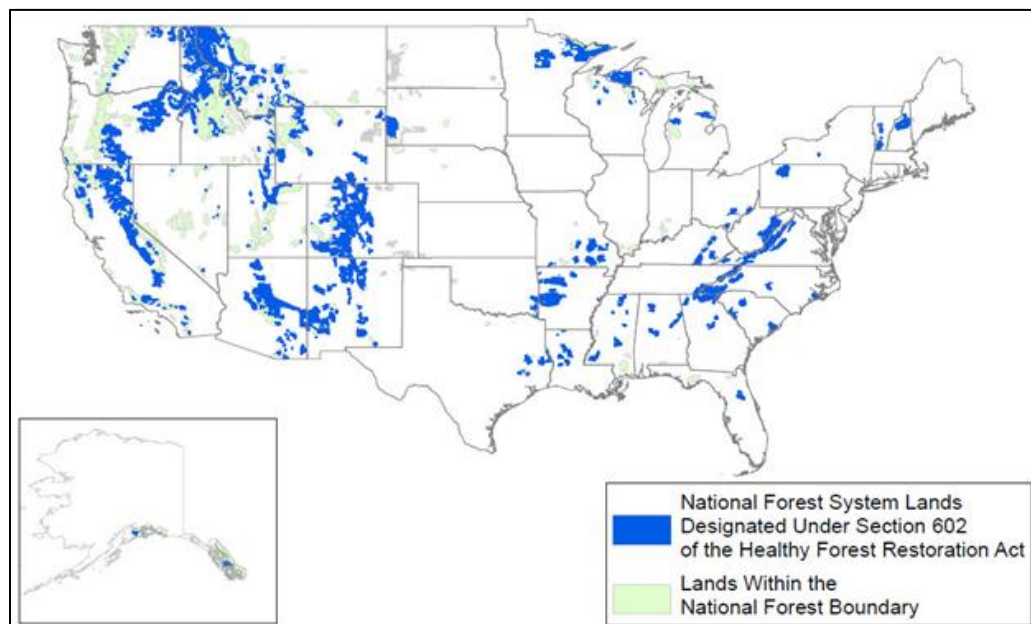 National Forest System Lands
Designated Under Section 602
of the Healthy Forest Restoration Act
Lands Within the
National Forest Boundary